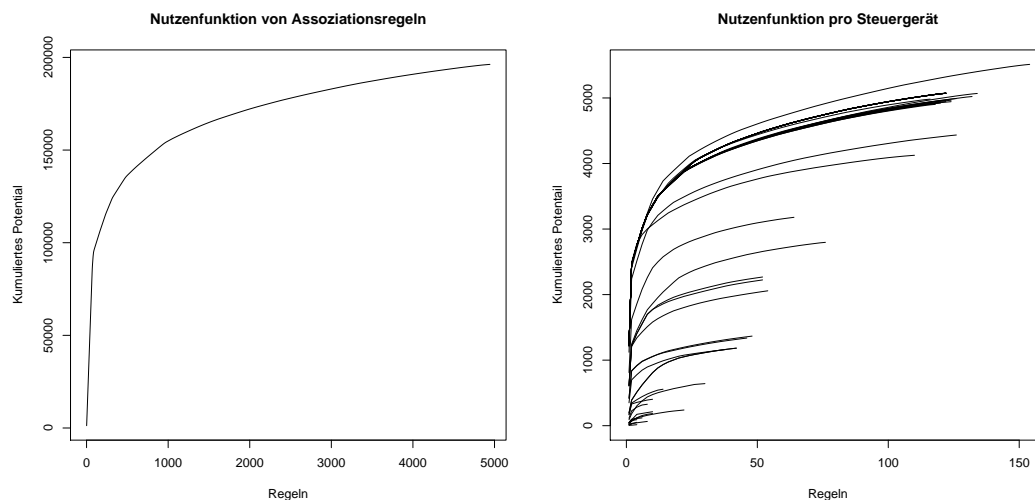 Nutzenfunktion von Assoziationsregeln
Kumuliertes Potential
200000
150000
100000
50000
0
0 1000 2000 3000 4000 5000
Regeln
Nutzenfunktion pro Steuergerät
Kumuliertes Potentail
5000
4000
3000
2000
1000
0
0 50 100 150
Regeln